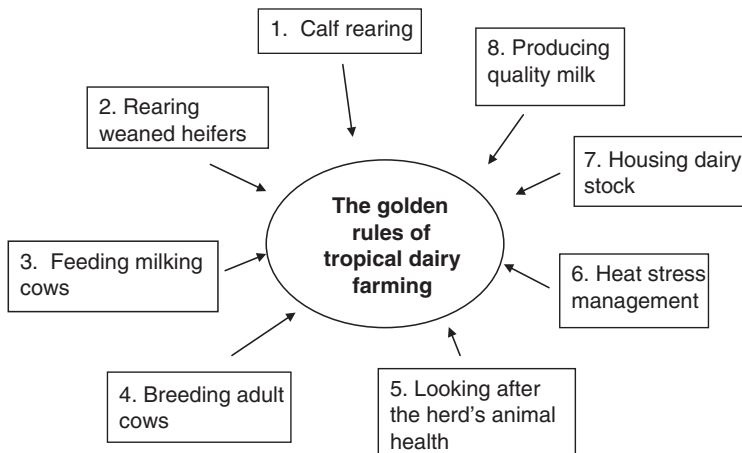 1. Calf rearing
2. Rearing
weaned heifers
3. Feeding milking
cows
4. Breeding adult
cows
5. Looking after
the herd's animal
health
6. Heat stress
management
7. Housing dairy
stock
8. Producing
quality milk
The golden
rules of
tropical dairy
farming